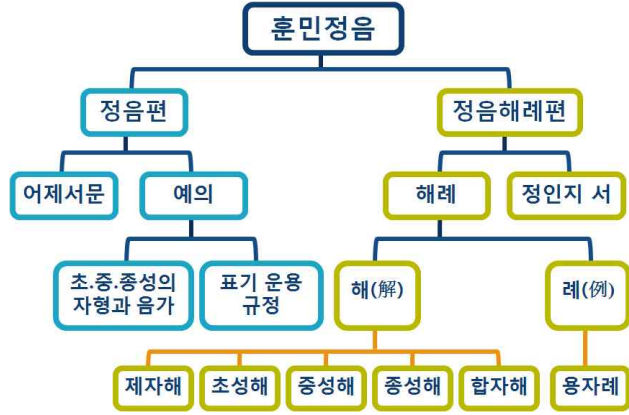 훈민정음
정음편
정음해례편
어제서문
예의
해례
정인지 서
초.중.종성의
자형과 음가
표기 운용
규정
해(解)
례(例)
제자해
초성해
중성해
종성해
합자해
용자례